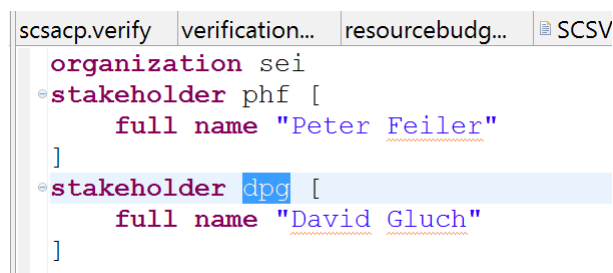 scsacp.verify verification... resourcebudg... SCSV
organization sei
stakeholder phf [
full name "Peter Feiler"
]
stakeholder dpg [
full name "David Gluch"
]